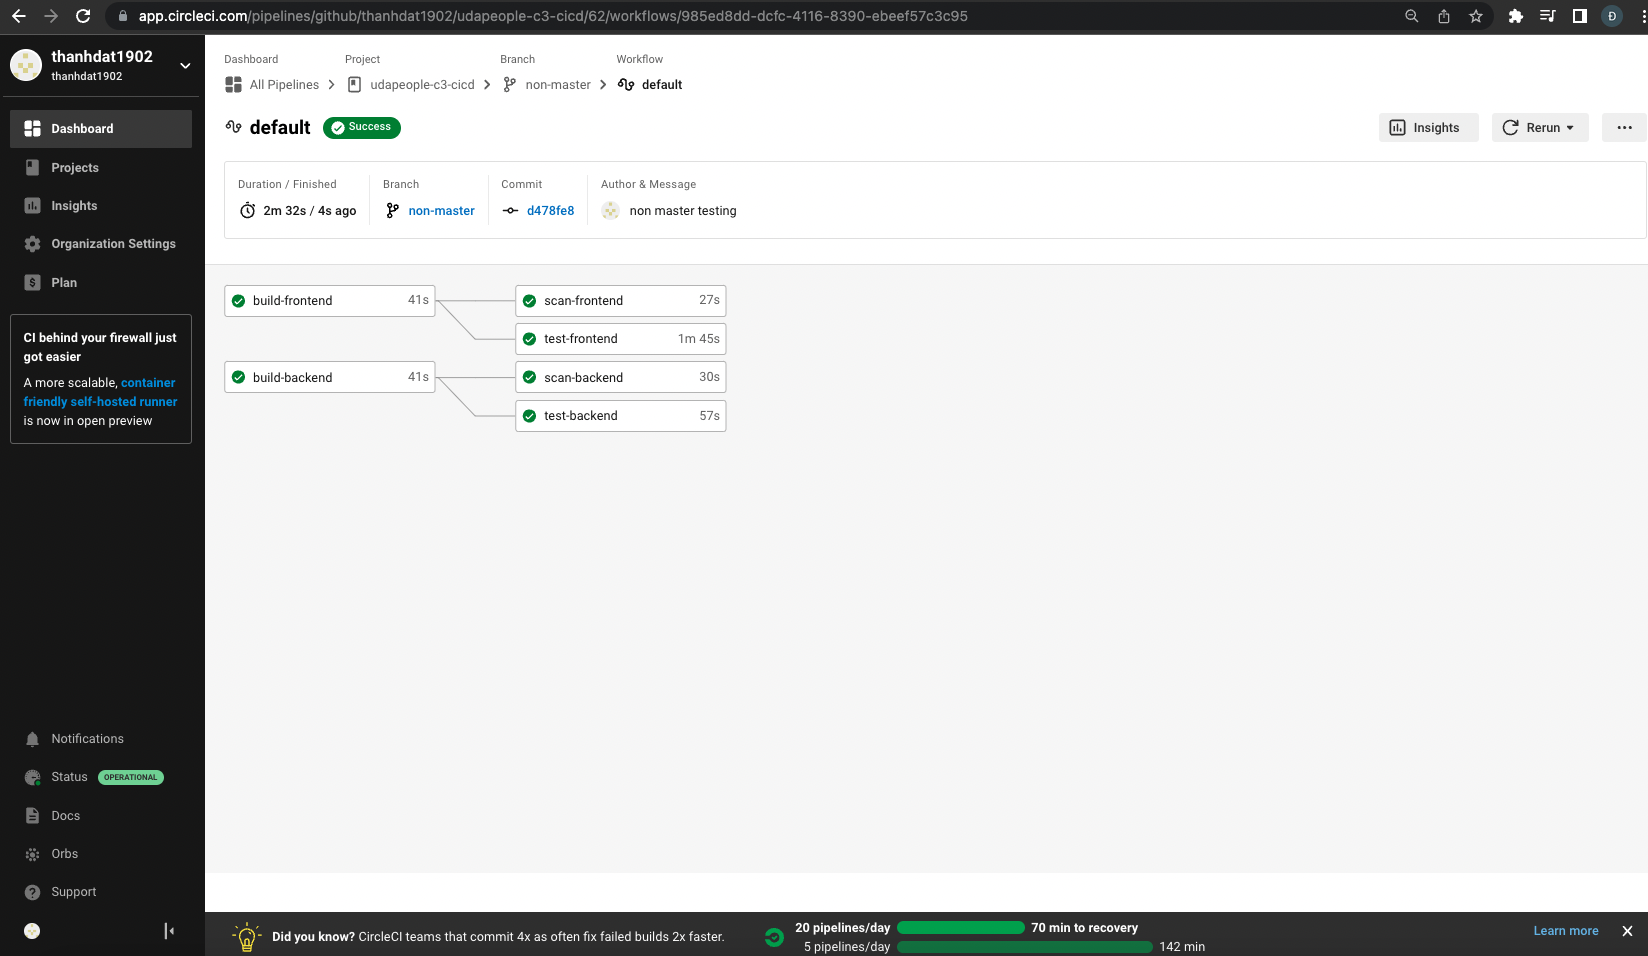 app.circleci.com/pipelines/github/thanhdat1902/udapeople-c3-cicd/62/workflows/985ed8dd-dcfc-4116-8390-ebeef57c3c95
Đ
thanhdat1902
thanhdat1902
Dashboard
Projects
Insights
Organization Settings
Plan
CI behind your firewall just
got easier
A more scalable, container
friendly self-hosted runner
is now in open preview
Notifications
Status OPERATIONAL
Docs
Orbs
Support
Dashboard Project Branch Workflow
All Pipelines udapeople-c3-cicd non-master default
default Success
Insights Rerun
Duration / Finished Branch Commit Author & Message
2m 32s / 4s ago non-master d478fe8 non master testing
build-frontend 41s scan-frontend 27s
test-frontend 1m 45s
build-backend 41s scan-backend 30s
test-backend 57s
Did you know? CircleCI teams that commit 4x as often fix failed builds 2x faster.
20 pipelines/day 70 min to recovery
5 pipelines/day 142 min
Learn more